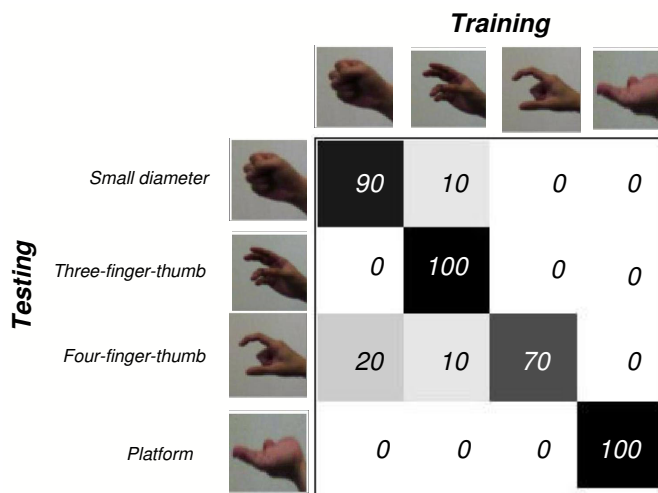 Training
Testing
Small diameter
90 10 0 0
Three-finger-thumb
0 100 0 0
Four-finger-thumb
20 10 70 0
Platform
0 0 0 100